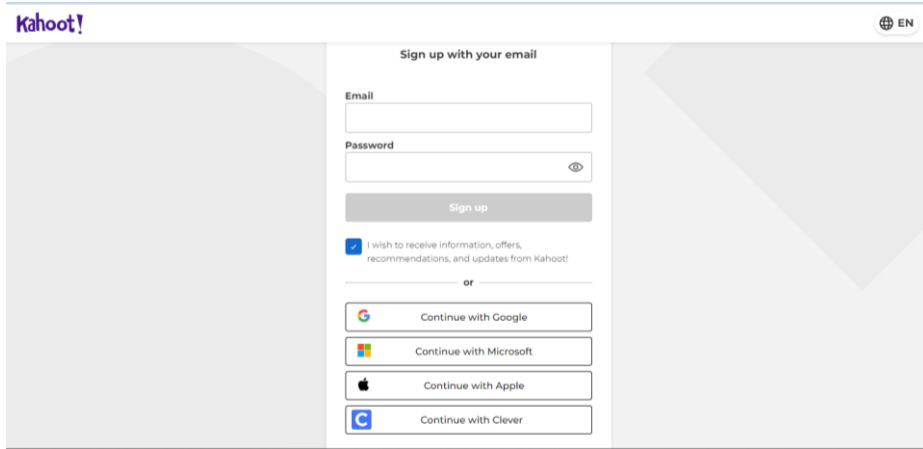 Kahoot!
EN
Sign up with your email
Email
Password
Sign up
I wish to receive information, offers,
recommendations, and updates from Kahoot!
or
Continue with Google
Continue with Microsoft
Continue with Apple
C
Continue with Clever